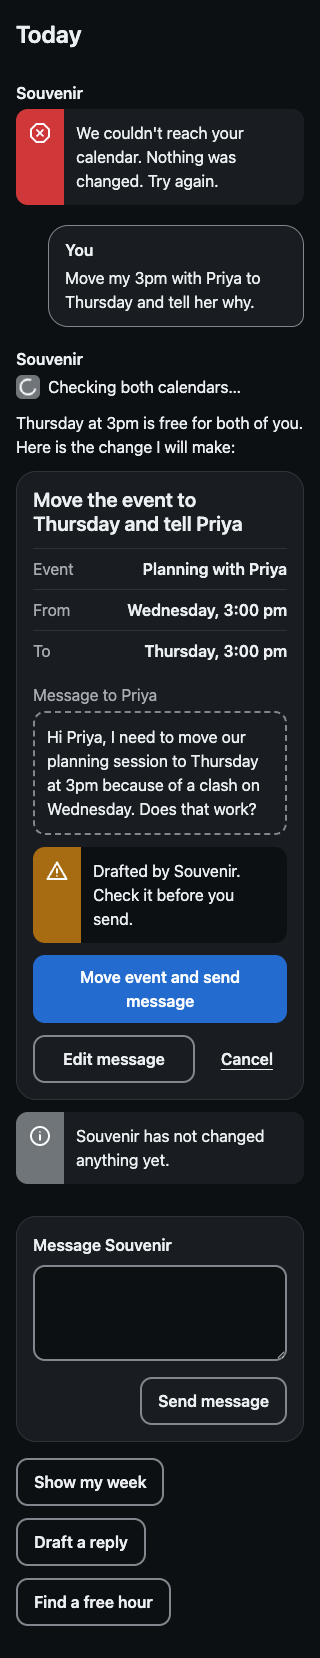 Today
Souvenir
We couldn't reach your
calendar. Nothing was
changed. Try again.
You
Move my 3pm with Priya to
Thursday and tell her why.
Souvenir
Checking both calendars...
Thursday at 3pm is free for both of you.
Here is the change I will make:
Move the event to
Thursday and tell Priya
Event Planning with Priya
From Wednesday, 3:00 pm
To Thursday, 3:00 pm
Message to Priya
Hi Priya, I need to move our
planning session to Thursday
at 3pm because of a clash on
Wednesday. Does that work?
Drafted by Souvenir.
Check it before you
send.
Move event and send
message
Edit message Cancel
Souvenir has not changed
anything yet.
Message Souvenir
Send message
Show my week
Draft a reply
Find a free hour